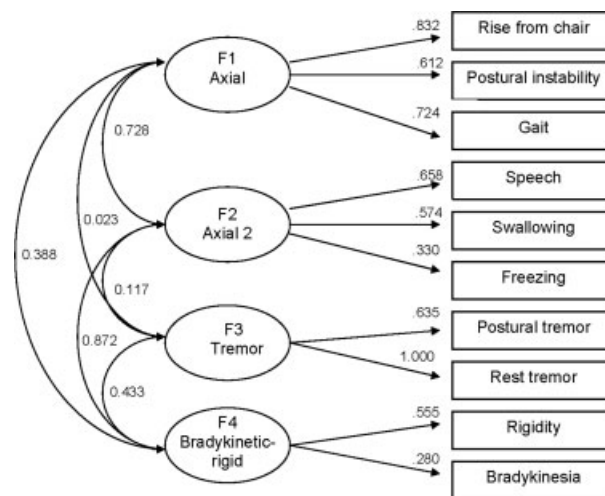 .832
Rise from chair
F1
Axial
.612
Postural instability
.724
Gait
0.728
.658
Speech
F2
Axial 2
.574
Swallowing
0.023
.330
Freezing
0.388
0.117
.635
Postural tremor
F3
Tremor
0.872
1.000
Rest tremor
0.433
F4
Bradykinetic-
rigid
.555
Rigidity
.280
Bradykinesia